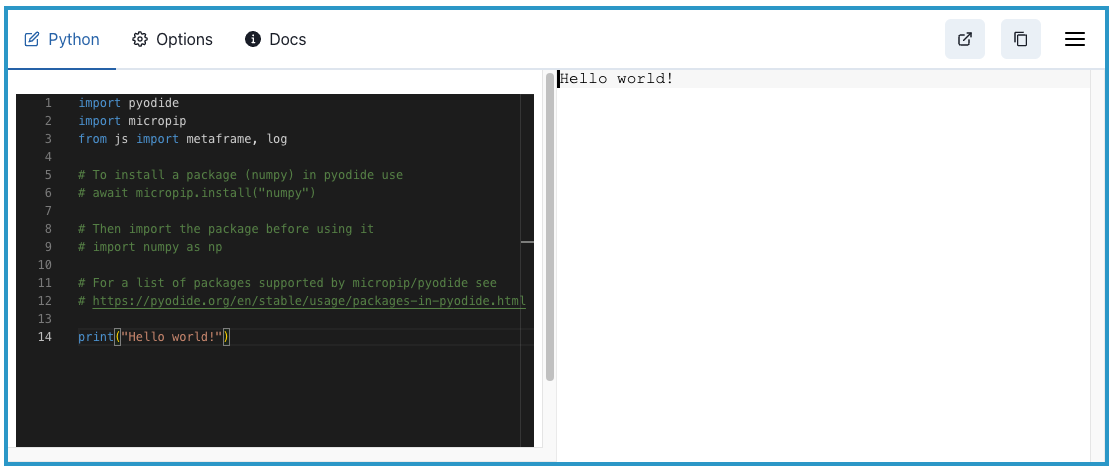 Python Options Docs
1 import pyodide
2 import micropip
3 from js import metaframe, log
4
5 # To install a package (numpy) in pyodide use
6 # await micropip.install("numpy")
7
8 # Then import the package before using it
9 # import numpy as np
10
11 # For a list of packages supported by micropip/pyodide see
12 # https://pyodide.org/en/stable/usage/packages-in-pyodide.html
13
14 print("Hello world!")
Hello world!